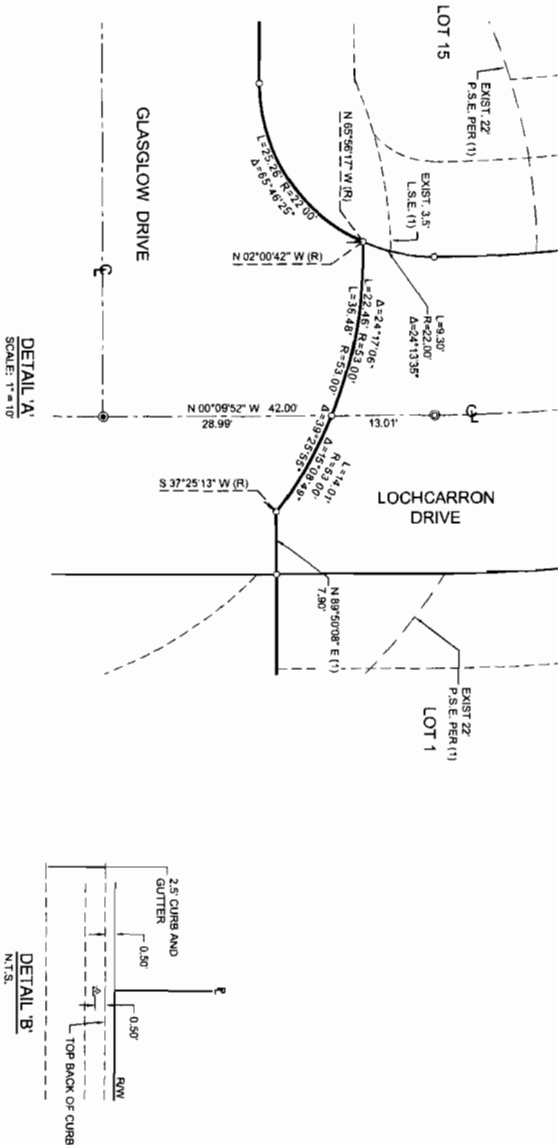 LOT 15
EXIST. 22'
P.S.E. PER (1)
N 65°56'17" W (R)
EXIST. 3.5'
L.S.E. (1)
L=25.26' R=22.00'
Δ=65°46'25"
GLASGLOW DRIVE
N 02°00'42" W (R)
L=9.30'
R=22.00'
Δ=24°13'35"
Δ=24°17'06"
L=22.46' R=53.00'
L=36.48' R=53.00'
Δ=39°25'55"
L=14.01'
R=53.00'
Δ=15°08'49"
N 00°09'52" W 42.00'
28.99'
13.01'
DETAIL 'A'
SCALE: 1" = 10'
S 37°25'13" W (R)
LOCHCARRON
DRIVE
N 89°50'08" E (1)
7.90'
EXIST 22'
P.S.E. PER (1)
LOT 1
2.5' CURB AND
GUTTER
0.50'
0.50'
R/W
TOP BACK OF CURB
DETAIL 'B'
N.T.S.